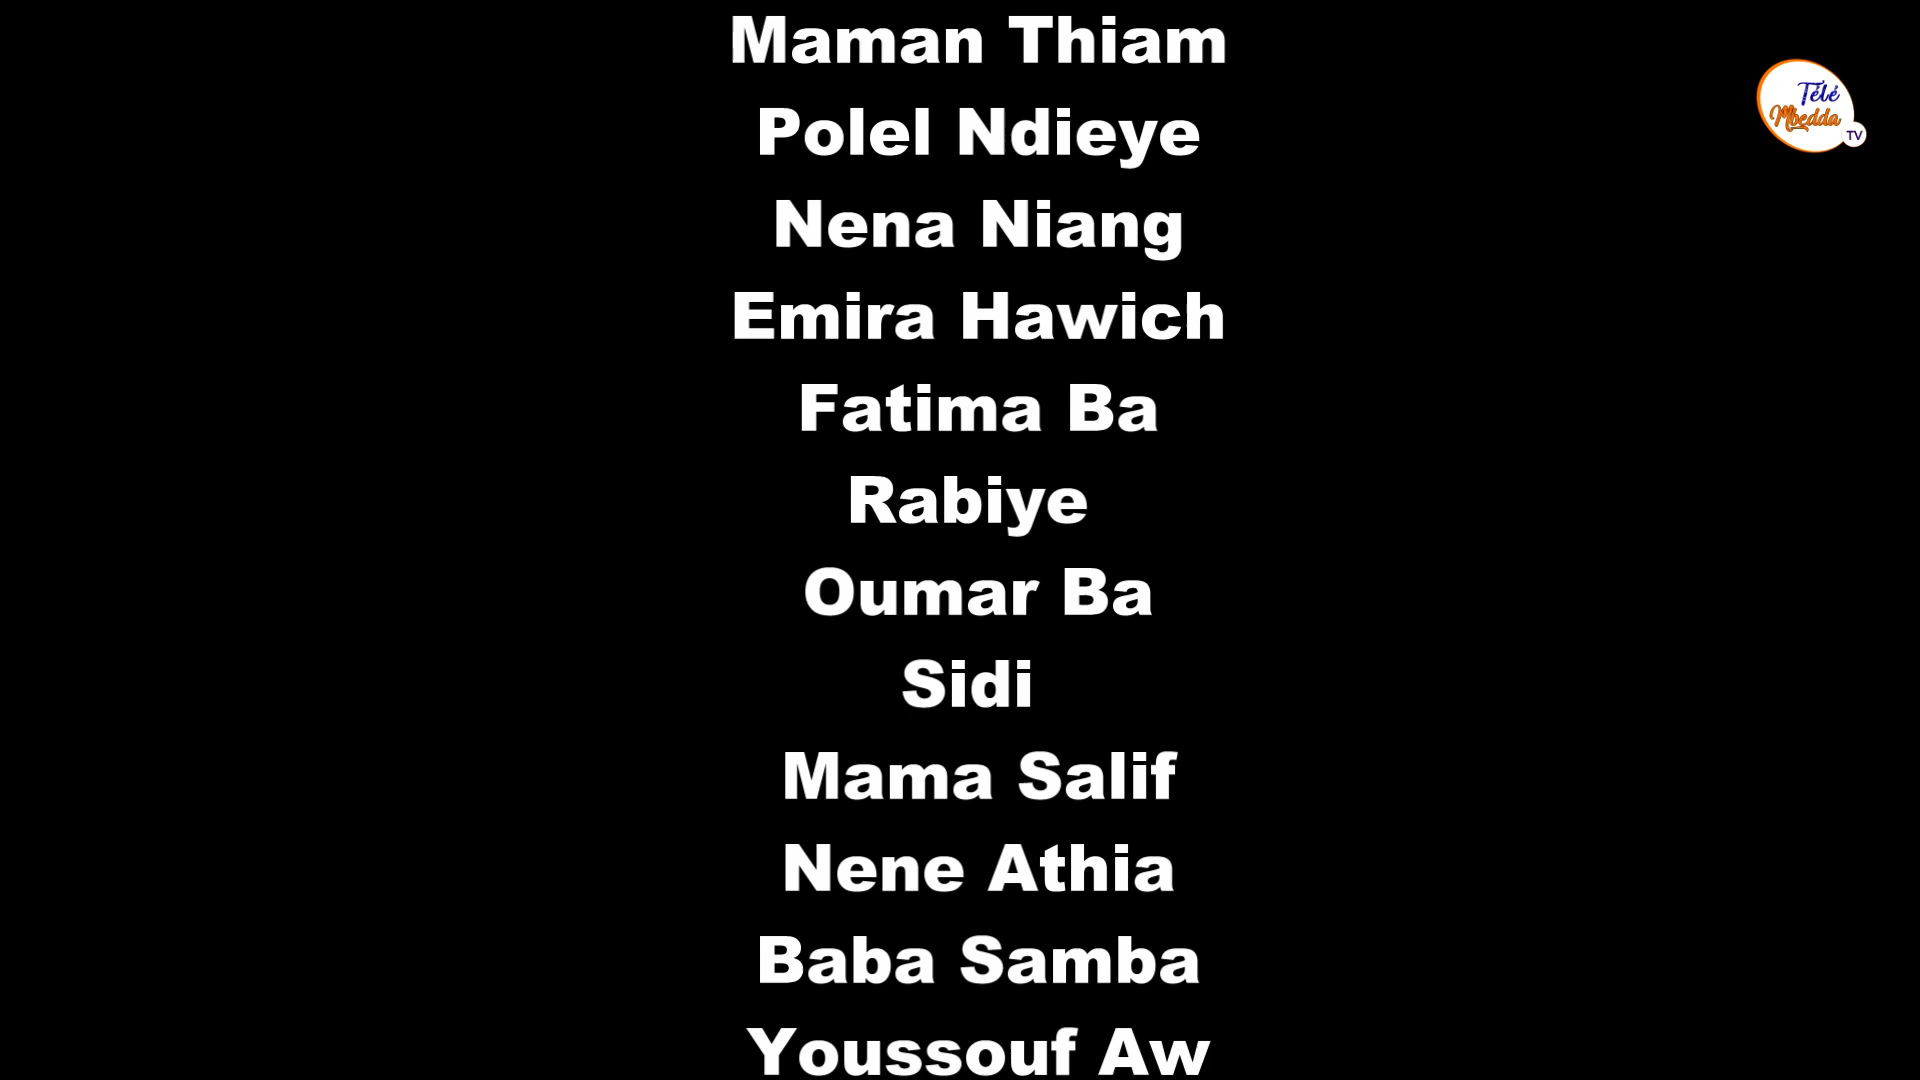 Maman Thiam
Télé
Mbedda
TV
Polel Ndieye
Nena Niang
Emira Hawich
Fatima Ba
Rabiye
Oumar Ba
Sidi
Mama Salif
Nene Athia
Baba Samba
Youssouf Aw